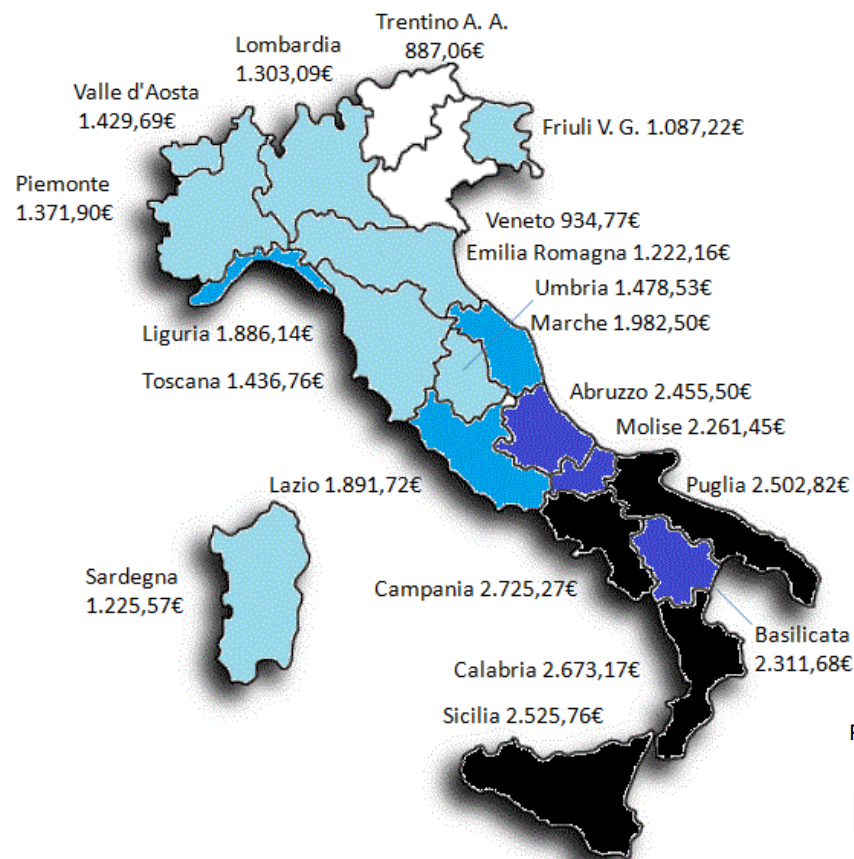 Trentino A. A.
887,06€
Lombardia
1.303,09€
Valle d'Aosta
1.429,69€
Friuli V. G. 1.087,22€
Piemonte
1.371,90€
Veneto 934,77€
Emilia Romagna 1.222,16€
Umbria 1.478,53€
Marche 1.982,50€
Liguria 1.886,14€
Toscana 1.436,76€
Abruzzo 2.455,50€
Molise 2.261,45€
Lazio 1.891,72€
Puglia 2.502,82€
Sardegna
1.225,57€
Campania 2.725,27€
Basilicata
2.311,68€
Calabria 2.673,17€
Sicilia 2.525,76€